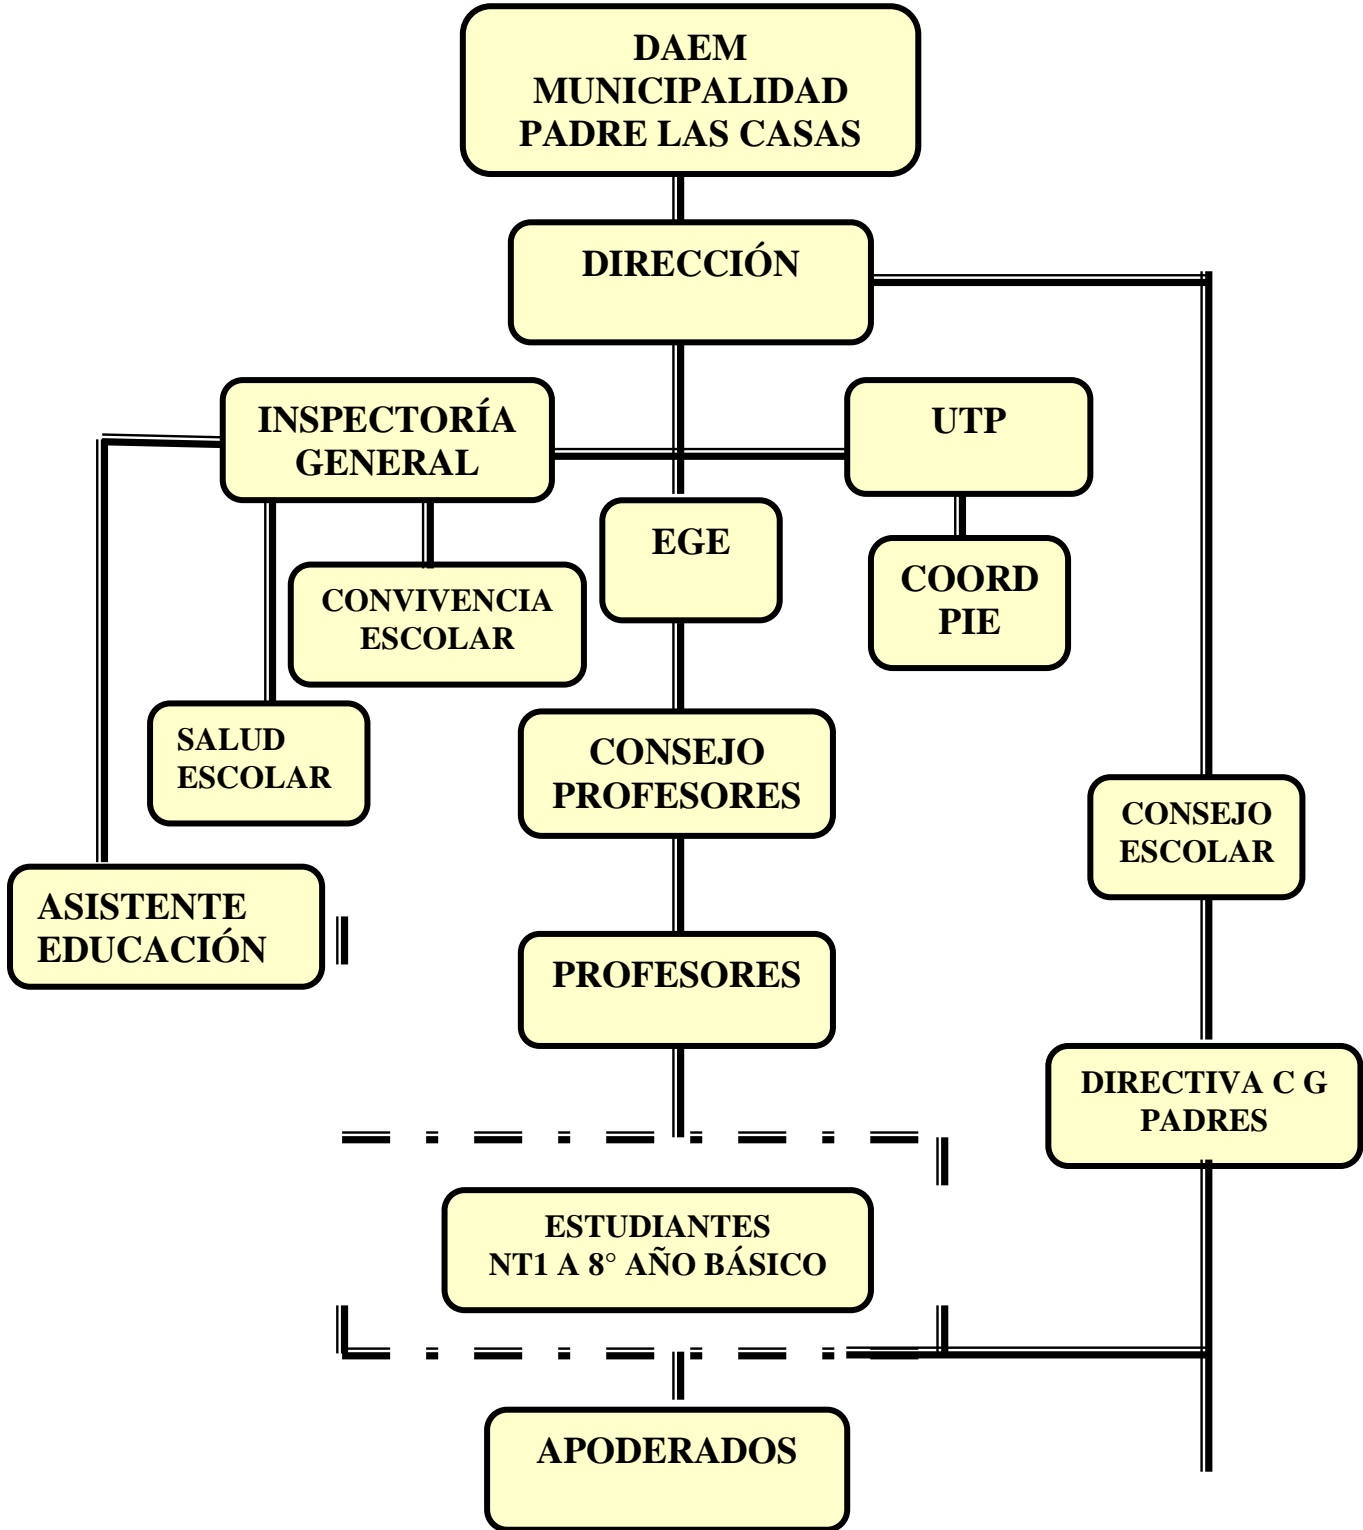 DAEM
MUNICIPALIDAD
PADRE LAS CASAS
DIRECCIÓN
INSPECTORÍA
GENERAL
UTP
EGE
COORD
PIE
CONVIVENCIA
ESCOLAR
SALUD
ESCOLAR
CONSEJO
PROFESORES
CONSEJO
ESCOLAR
ASISTENTE
EDUCACIÓN
PROFESORES
DIRECTIVA C G
PADRES
ESTUDIANTES
NT1 A 8° AÑO BÁSICO
APODERADOS